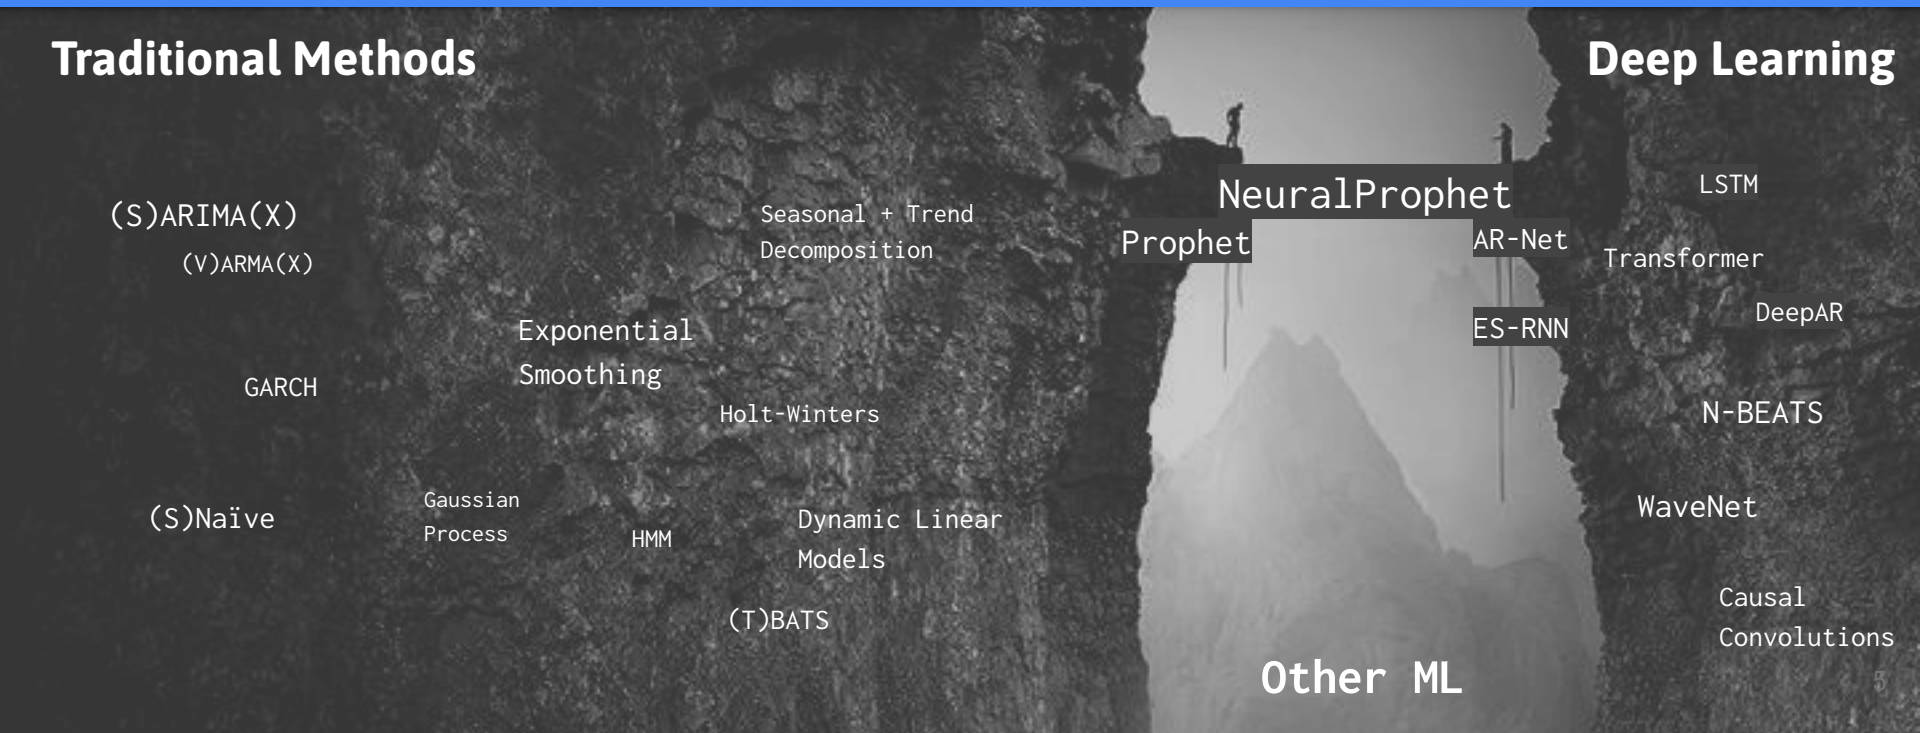 Traditional Methods
Deep Learning
(S)ARIMA(X)
(V)ARMA(X)
GARCH
(S)Naïve
Exponential
Smoothing
Gaussian
Process
HMM
Seasonal + Trend
Decomposition
Holt-Winters
Dynamic Linear
Models
(T)BATS
NeuralProphet
Prophet
AR-Net
ES-RNN
Other ML
LSTM
Transformer
DeepAR
N-BEATS
WaveNet
Causal
Convolutions
5